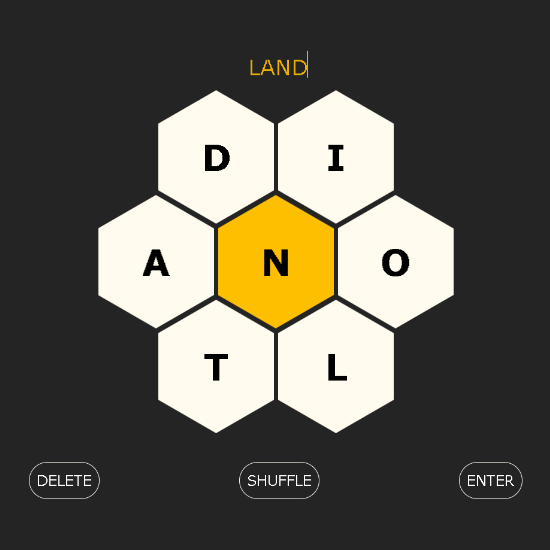 LAND
D I
A N O
T L
DELETE SHUFFLE ENTER